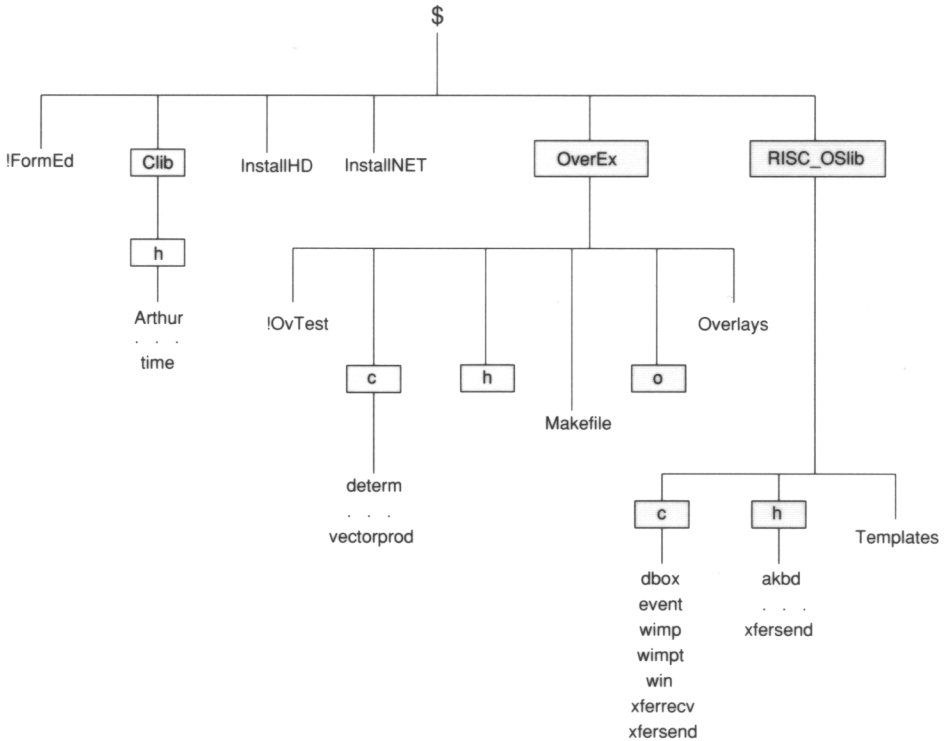 $
!FormEd
Clib
InstallHD
InstallNET
OverEx
RISC_OSlib
h
Arthur
. . .
time
!OvTest
Overlays
c
h
o
Makefile
determ
. . .
vectorprod
c
h
Templates
dbox
event
wimp
wimpt
win
xferrecv
xfersend
akbd
. . .
xfersend